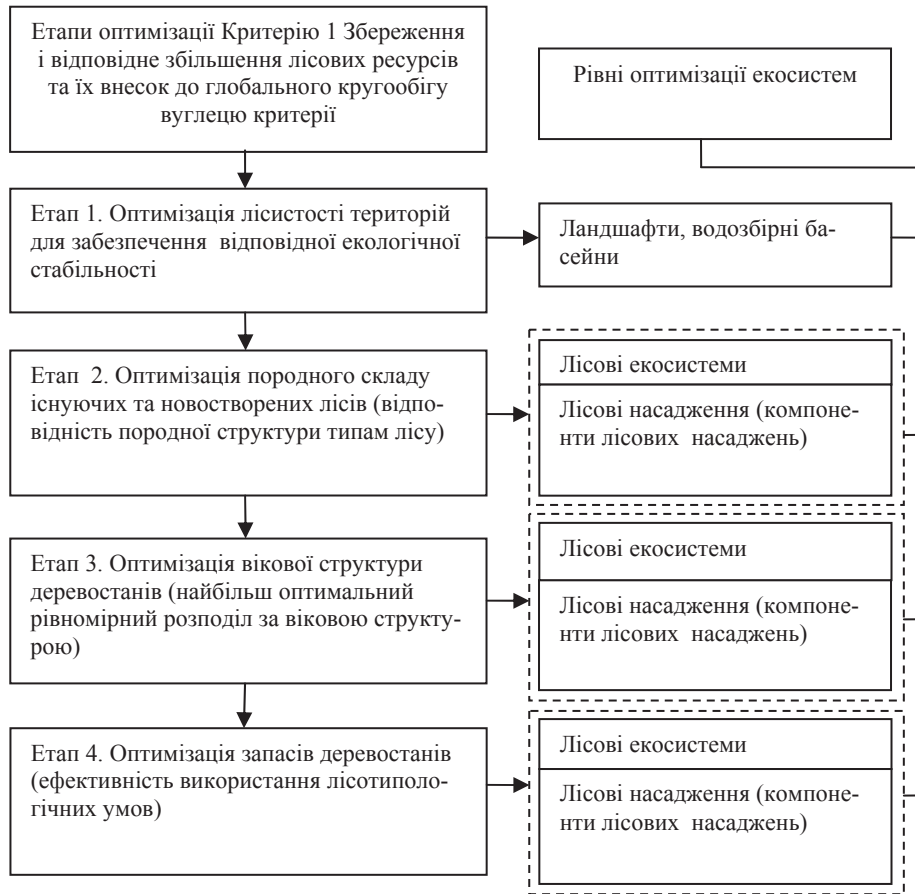 Етапи оптимізації Критерію 1 Збереження
і відповідне збільшення лісових ресурсів
та їх внесок до глобального кругообігу
вуглецю критерії
Рівні оптимізації екосистем
Етап 1. Оптимізація лісистості територій
для забезпечення відповідної екологічної
стабільності
Ландшафти, водозбірні ба-
сейни
Етап 2. Оптимізація породного складу
існуючих та новостворених лісів (відпо-
відність породної структури типам лісу)
Лісові екосистеми
Лісові насадження (компоне-
нти лісових насаджень)
Етап 3. Оптимізація вікової структури
деревостанів (найбільш оптимальний
рівномірний розподіл за віковою структу-
рою)
Лісові екосистеми
Лісові насадження (компоне-
нти лісових насаджень)
Етап 4. Оптимізація запасів деревостанів
(ефективність використання лісотиполо-
гічних умов)
Лісові екосистеми
Лісові насадження (компоне-
нти лісових насаджень)